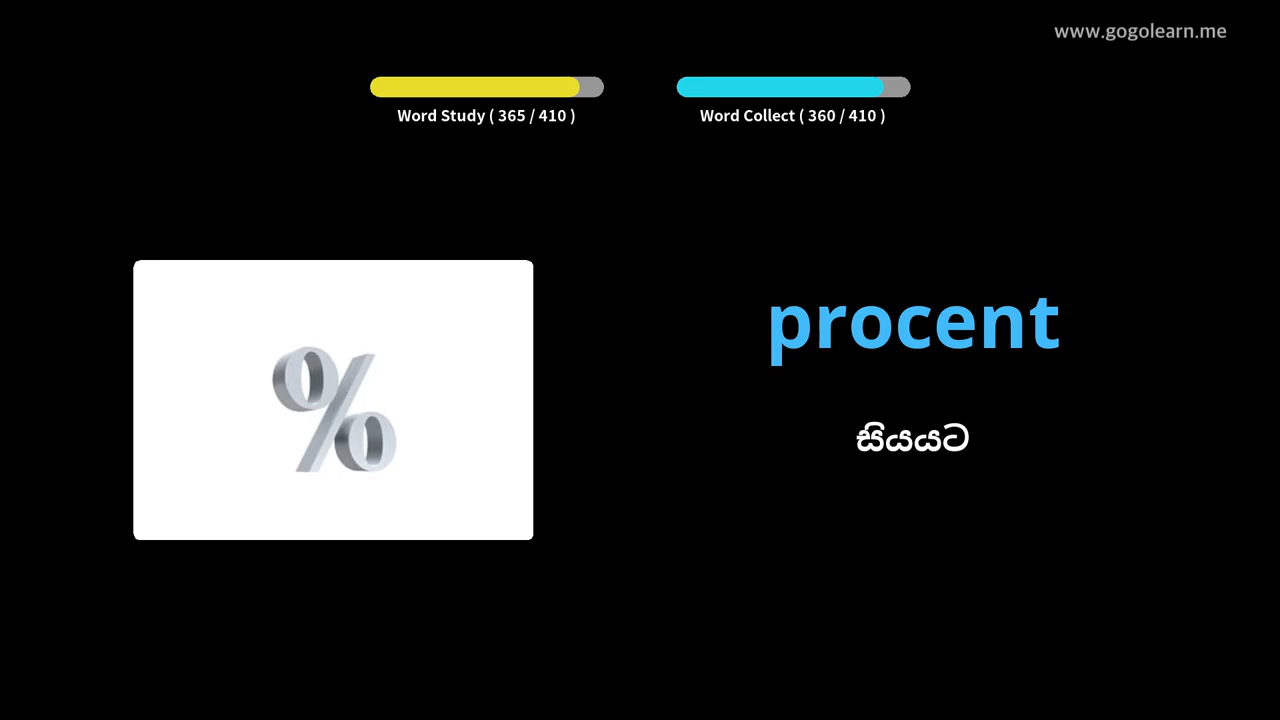 www.gogolearn.me
Word Study ( 365 / 410 )
Word Collect ( 360 / 410 )
%
procent
සියයට